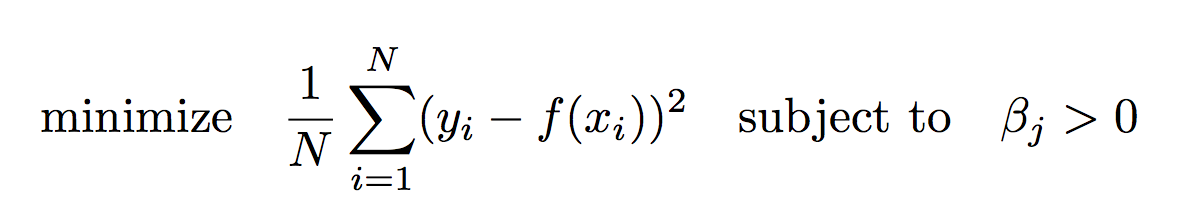 minimize $\frac{1}{N} \sum_{i=1}^{N} (y_i - f(x_i))^2$ subject to $\beta_j > 0$